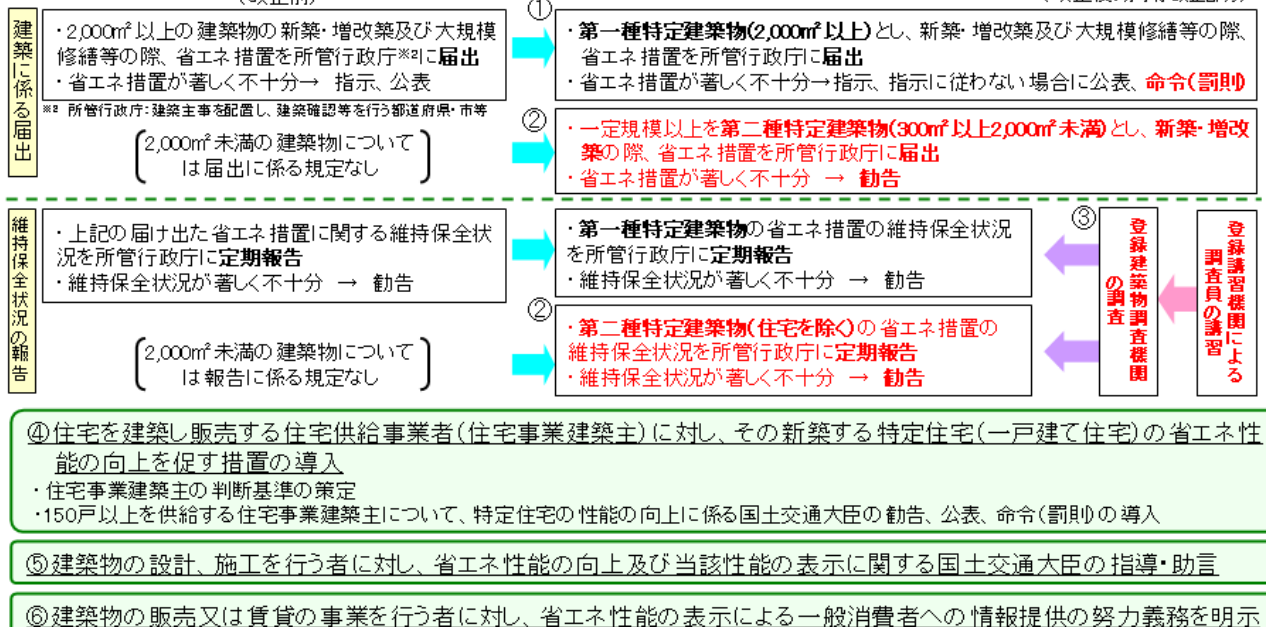 建築に係る届出
・2,000㎡以上の建築物の新築・増改築及び大規模
修繕等の際、省エネ措置を所管行政庁※2に届出
・省エネ措置が著しく不十分→ 指示、公表
※2 所管行政庁：建築主事を配置し、建築確認等を行う都道府県・市等
2,000㎡未満の建築物について
は届出に係る規定なし
①
・第一種特定建築物(2,000㎡以上)とし、新築・増改築及び大規模修繕等の際、
省エネ措置を所管行政庁に届出
・省エネ措置が著しく不十分→指示、指示に従わない場合に公表、命令(罰則)
②
・一定規模以上を第二種特定建築物(300㎡以上2,000㎡未満)とし、新築・増改
築の際、省エネ措置を所管行政庁に届出
・省エネ措置が著しく不十分 → 勧告
維持保全状況の報告
・上記の届け出た省エネ措置に関する維持保全状
況を所管行政庁に定期報告
・維持保全状況が著しく不十分 → 勧告
2,000㎡未満の建築物について
は報告に係る規定なし
・第一種特定建築物の省エネ措置の維持保全状況
を所管行政庁に定期報告
・維持保全状況が著しく不十分 → 勧告
②
・第二種特定建築物(住宅を除く)の省エネ措置の
維持保全状況を所管行政庁に定期報告
・維持保全状況が著しく不十分 → 勧告
③
登録建築物調査機関
の調査
登録講習機関による
調査員の講習
④住宅を建築し販売する住宅供給事業者(住宅事業建築主)に対し、その新築する特定住宅(一戸建て住宅)の省エネ性
能の向上を促す措置の導入
・住宅事業建築主の判断基準の策定
・150戸以上を供給する住宅事業建築主について、特定住宅の性能の向上に係る国土交通大臣の勧告、公表、命令(罰則)の導入
⑤建築物の設計、施工を行う者に対し、省エネ性能の向上及び当該性能の表示に関する国土交通大臣の指導・助言
⑥建築物の販売又は賃貸の事業を行う者に対し、省エネ性能の表示による一般消費者への情報提供の努力義務を明示